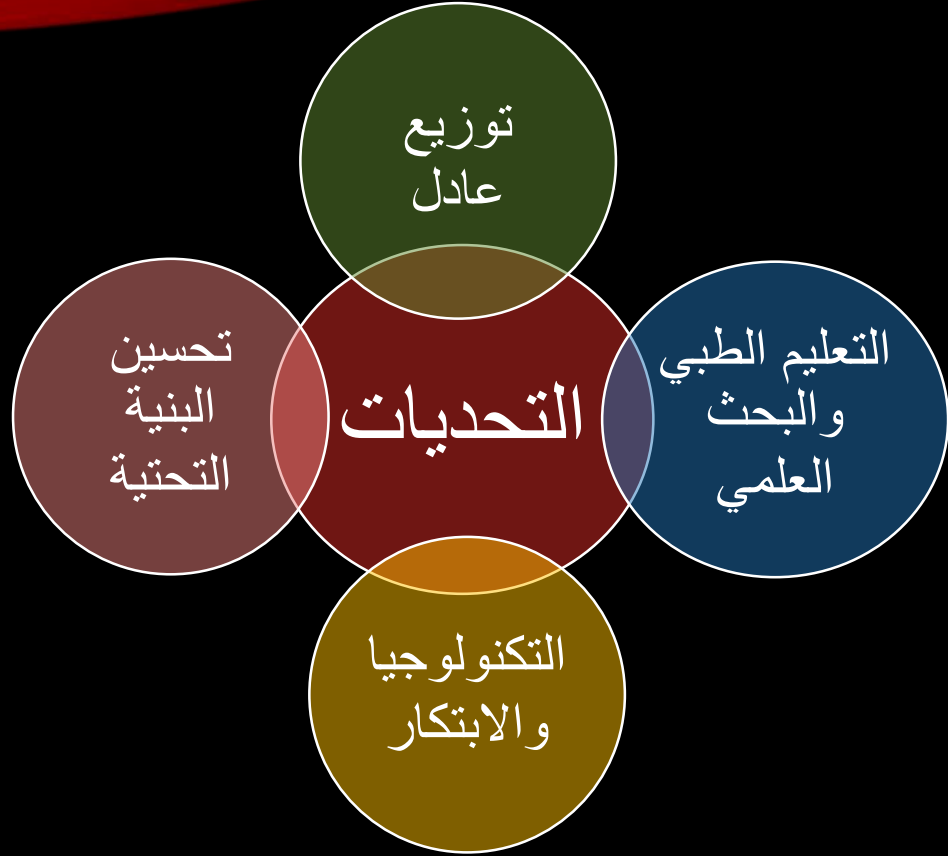 توزيع
عادل
التعليم الطبي
والبحث
العلمي
التحديات
تحسين
البنية
التحتية
التكنولوجيا
والابتكار